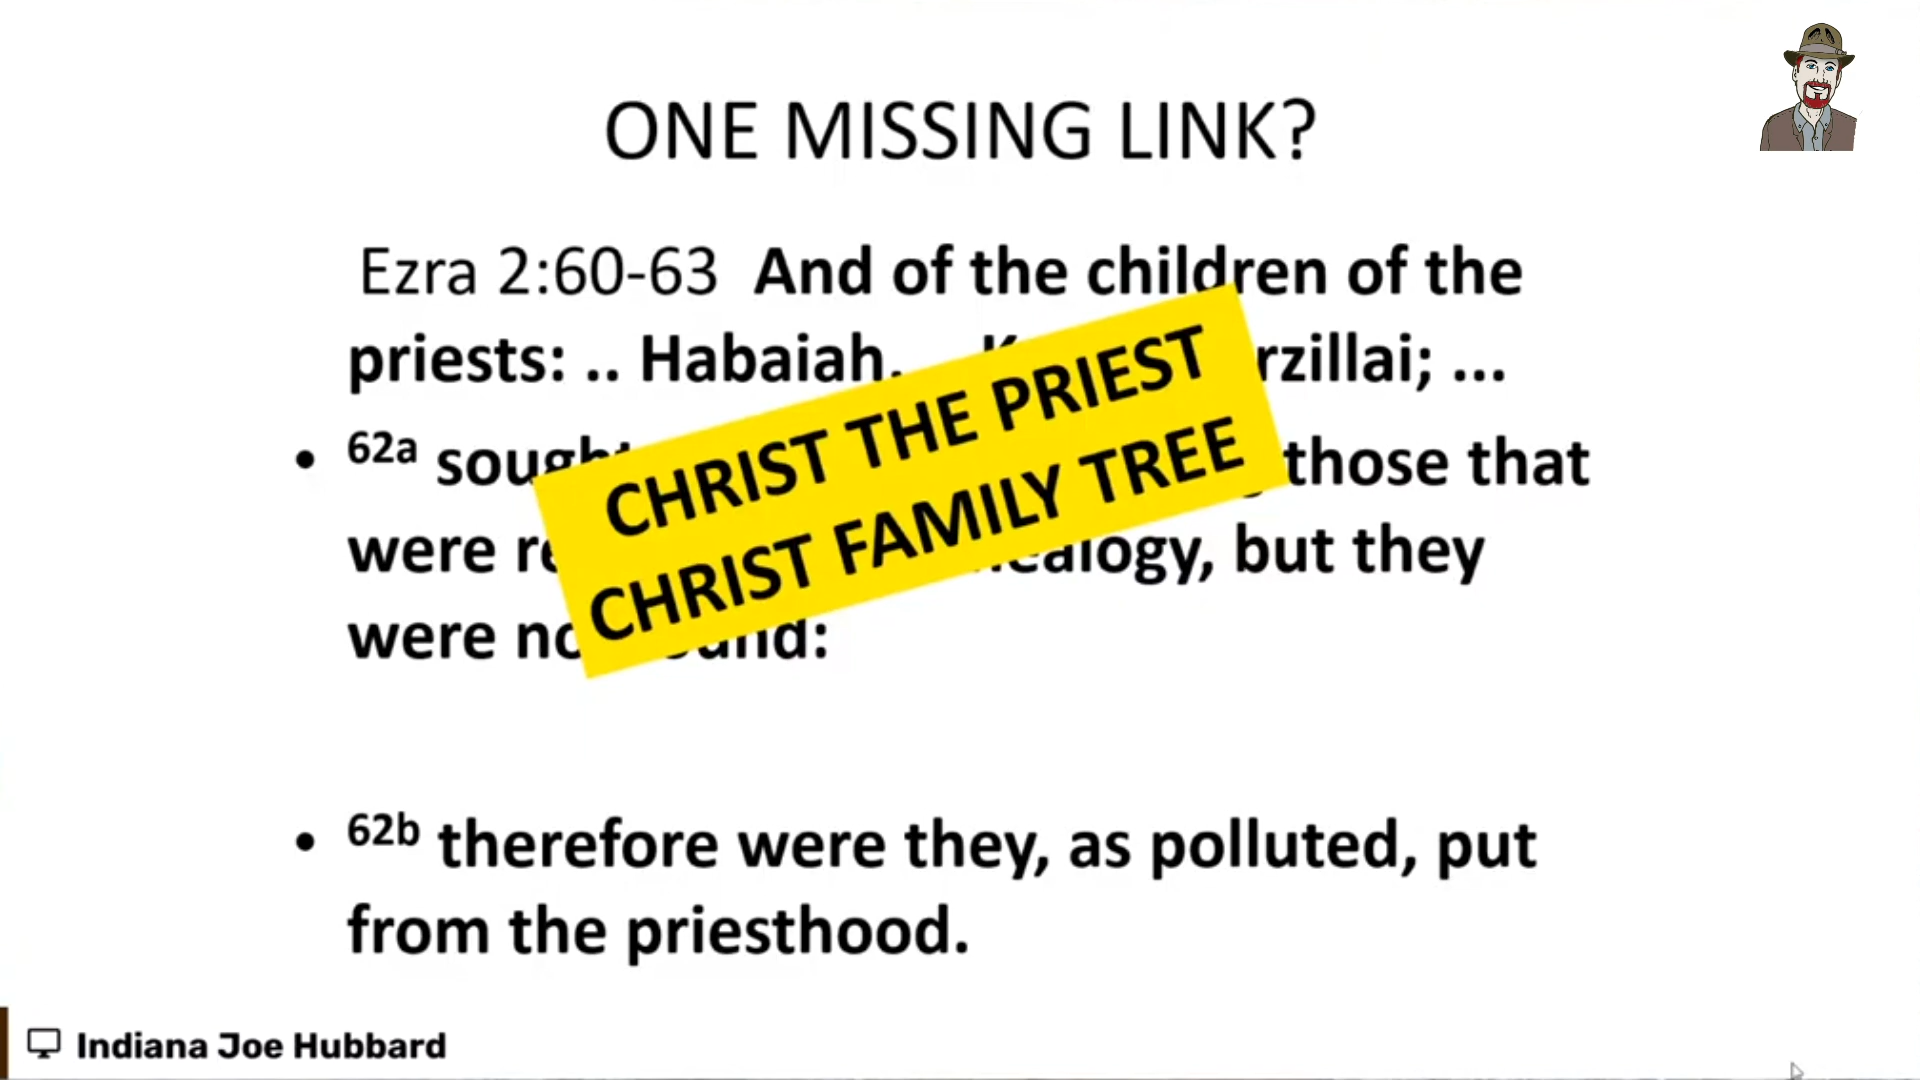 ONE MISSING LINK?
Ezra 2:60-63 And of the children of the
priests: .. Habaiah, rzillai; ...
CHRIST THE PRIEST
CHRIST FAMILY TREE
• 62a those that
were but they
were
• 62b therefore were they, as polluted, put
from the priesthood.
Indiana Joe Hubbard